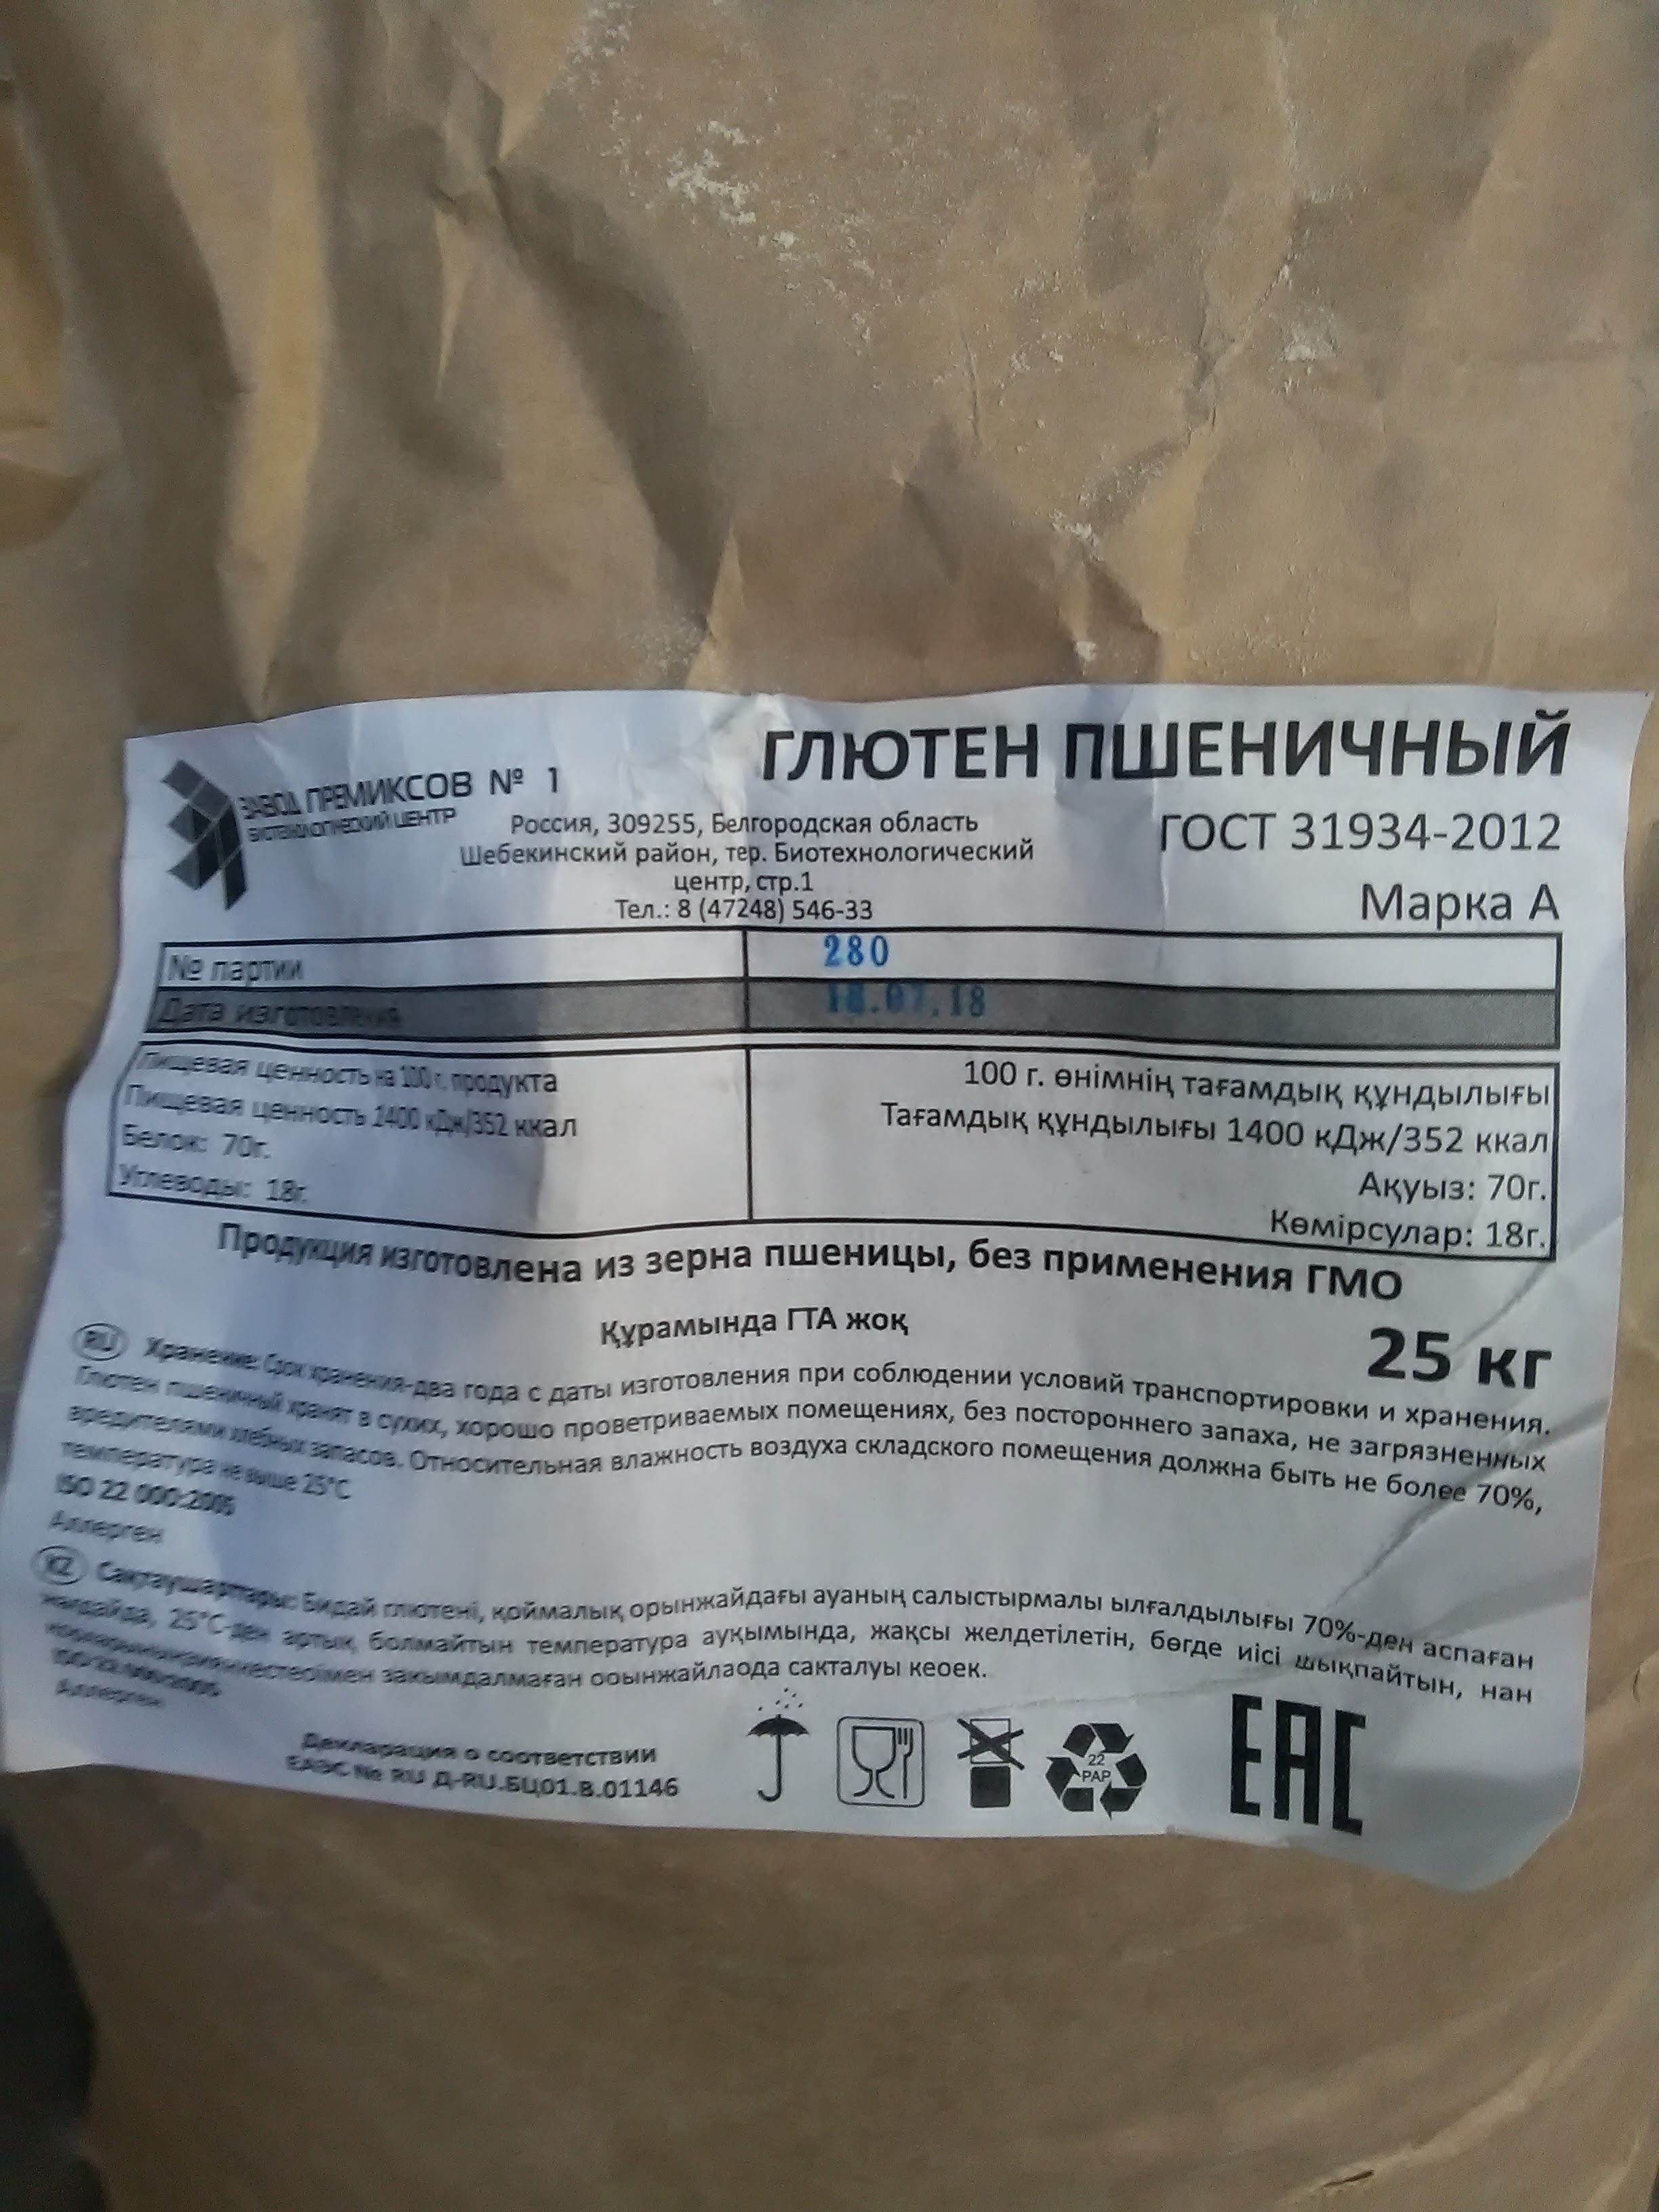 ЗАВОД ПРЕМИКСОВ № 1
БИОТЕХНОЛОГИЧЕСКИЙ ЦЕНТР
ГЛЮТЕН ПШЕНИЧНЫЙ
Россия, 309255, Белгородская область
Шебекинский район, тер. Биотехнологический
центр, стр.1
Тел.: 8 (47248) 546-33
ГОСТ 31934-2012
Марка А
№ партии 280
Дата изготовления .07.18
Пищевая ценность на 100 г. продукта
Пищевая ценность 1400 кДж/352 ккал
Белок: 70г.
Углеводы: 18г.
100 г. өнімнің тағамдық құндылығы
Тағамдық құндылығы 1400 кДж/352 ккал
Ақуыз: 70г.
Көмірсулар: 18г.
Продукция изготовлена из зерна пшеницы, без применения ГМО
Құрамында ГТА жоқ
25 кг
RU Хранение: Срок хранения-два года с даты изготовления при соблюдении условий транспортировки и хранения.
Глютен пшеничный хранят в сухих, хорошо проветриваемых помещениях, без постороннего запаха, не загрязненных
вредителями хлебных запасов. Относительная влажность воздуха складского помещения должна быть не более 70%,
температура не выше 25°С
ISO 22 000:2005
Аллерген
KZ Сақтаушарттары: Бидай глютені, қоймалық орынжайдағы ауаның салыстырмалы ылғалдылығы 70%-ден аспаған
жағдайда, 25°С-ден артық болмайтын температура ауқымында, жақсы желдетілетін, бөгде иісі шықпайтын, нан
закымдалмаған сакталуы
ISO 22 000:2005
Аллерген
Декларация о соответствии
ЕАЭС № RU Д-RU.БЦ01.В.01146
22
PAP
EAC